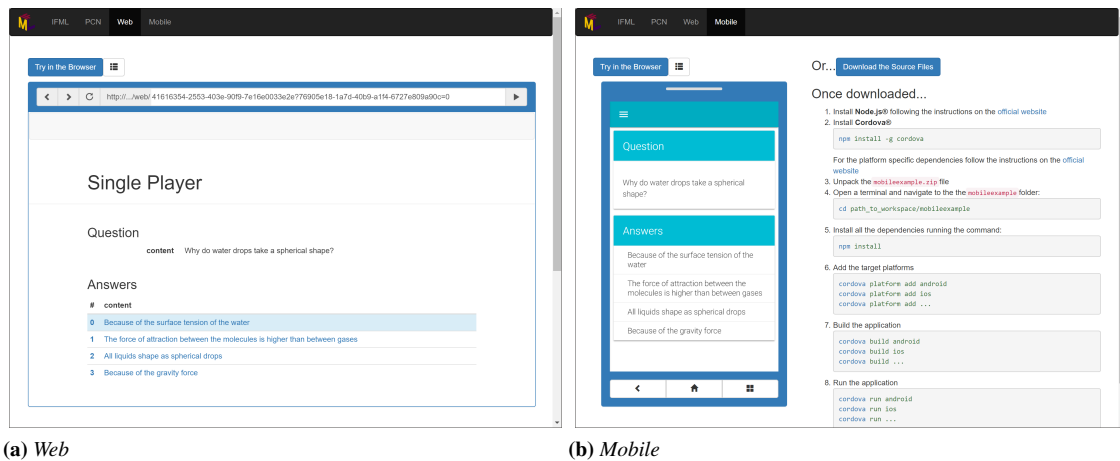 IFML PCN Web Mobile
Try in the Browser
http://.../web/ 41616354-2553-403e-90f9-7e16e0033e2e?76905e18-1a7d-40b9-a1f4-6727e809a90c=0
Single Player
Question
content Why do water drops take a spherical shape?
Answers
# content
0 Because of the surface tension of the water
1 The force of attraction between the molecules is higher than between gases
2 All liquids shape as spherical drops
3 Because of the gravity force
(a) Web
IFML PCN Web Mobile
Try in the Browser
Question
Why do water drops take a spherical
shape?
Answers
Because of the surface tension of the
water
The force of attraction between the
molecules is higher than between gases
All liquids shape as spherical drops
Because of the gravity force
Or... Download the Source Files
Once downloaded...
1. Install Node.js® following the instructions on the official website
2. Install Cordova®
npm install -g cordova
For the platform specific dependencies follow the instructions on the official
website
3. Unpack the mobileexample.zip file
4. Open a terminal and navigate to the the mobileexample folder:
cd path_to_workspace/mobileexample
5. Install all the dependencies running the command:
npm install
6. Add the target platforms
cordova platform add android
cordova platform add ios
cordova platform add ...
7. Build the application
cordova build android
cordova build ios
cordova build ...
8. Run the application
cordova run android
cordova run ios
cordova run ...
(b) Mobile